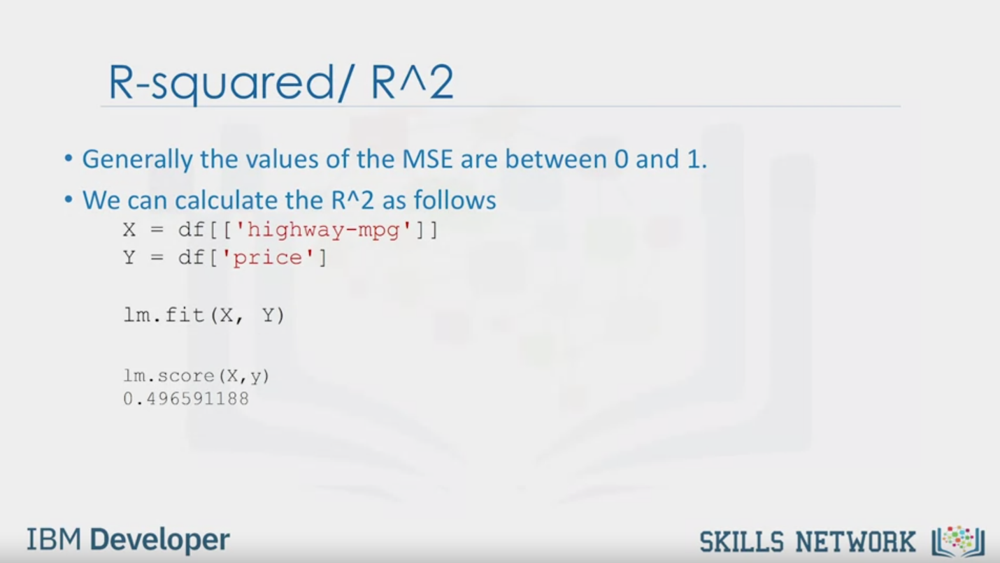 R-squared/ R^2
• Generally the values of the MSE are between 0 and 1.
• We can calculate the R^2 as follows
X = df[['highway-mpg']]
Y = df['price']
lm.fit(X, Y)
lm.score(X,y)
0.496591188
IBM Developer
SKILLS NETWORK